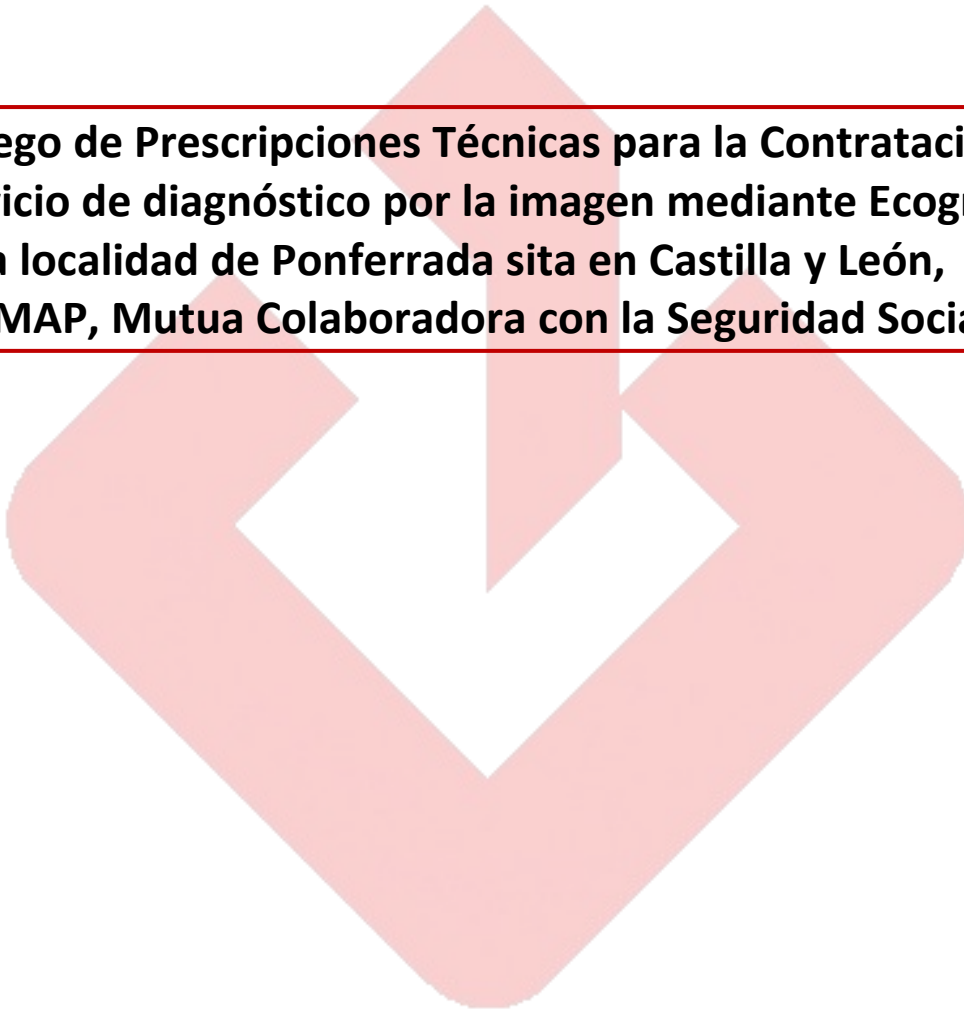 ego de Prescripciones Técnicas para la Contrataci
icio de diagnóstico por la imagen mediante Ecogr
a localidad de Ponferrada sita en Castilla y León,
MAP, Mutua Colaboradora con la Seguridad Socia